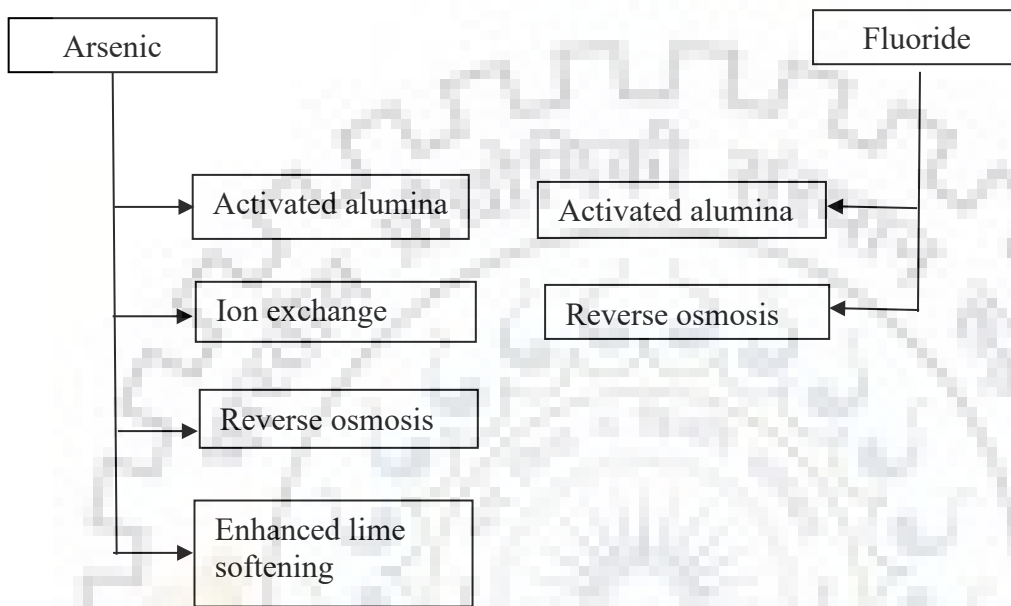 Arsenic
Fluoride
Activated alumina
Activated alumina
Ion exchange
Reverse osmosis
Reverse osmosis
Enhanced lime
softening